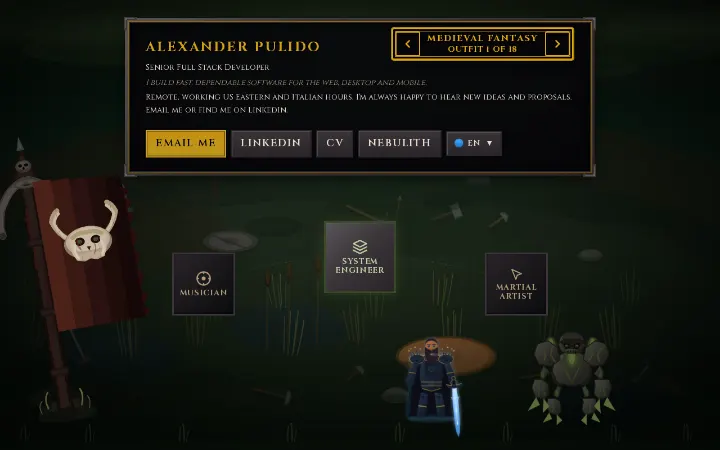 ALEXANDER PULIDO
MEDIEVAL FANTASY
OUTFIT 1 OF 18
SENIOR FULL STACK DEVELOPER
I BUILD FAST, DEPENDABLE SOFTWARE FOR THE WEB, DESKTOP AND MOBILE.
REMOTE, WORKING US EASTERN AND ITALIAN HOURS. I'M ALWAYS HAPPY TO HEAR NEW IDEAS AND PROPOSALS.
EMAIL ME OR FIND ME ON LINKEDIN.
EMAIL ME LINKEDIN CV NEBULITH EN
SYSTEM
ENGINEER
MUSICIAN
MARTIAL
ARTIST